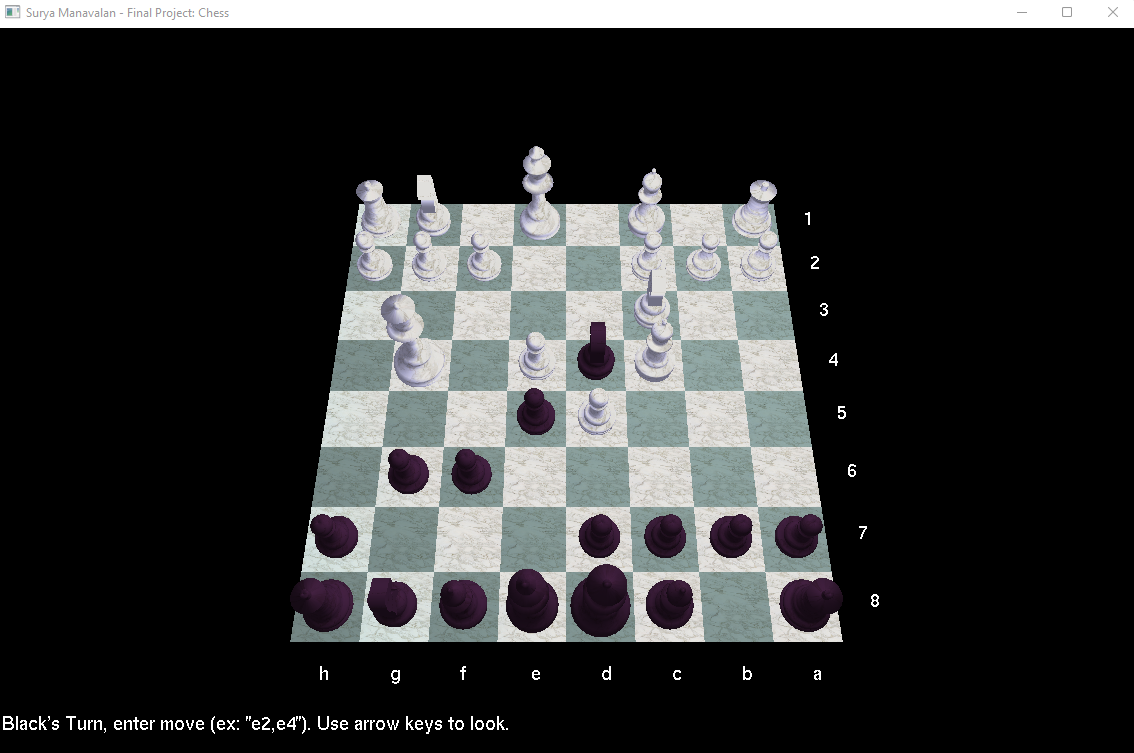 Surya Manavalan - Final Project: Chess
1
2
3
4
5
6
7
8
h g f e d c b a
Black's Turn, enter move (ex: "e2,e4"). Use arrow keys to look.